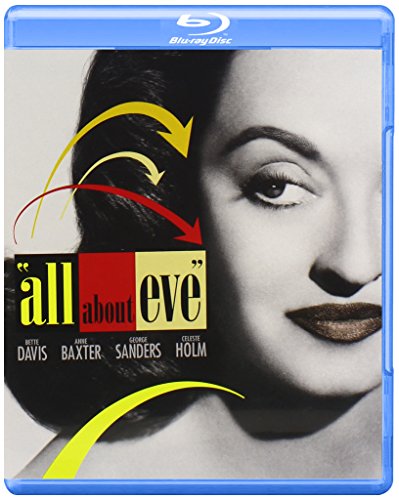 Blu-ray Disc
"all about eve"
BETTE DAVIS
ANNE BAXTER
GEORGE SANDERS
CELESTE HOLM